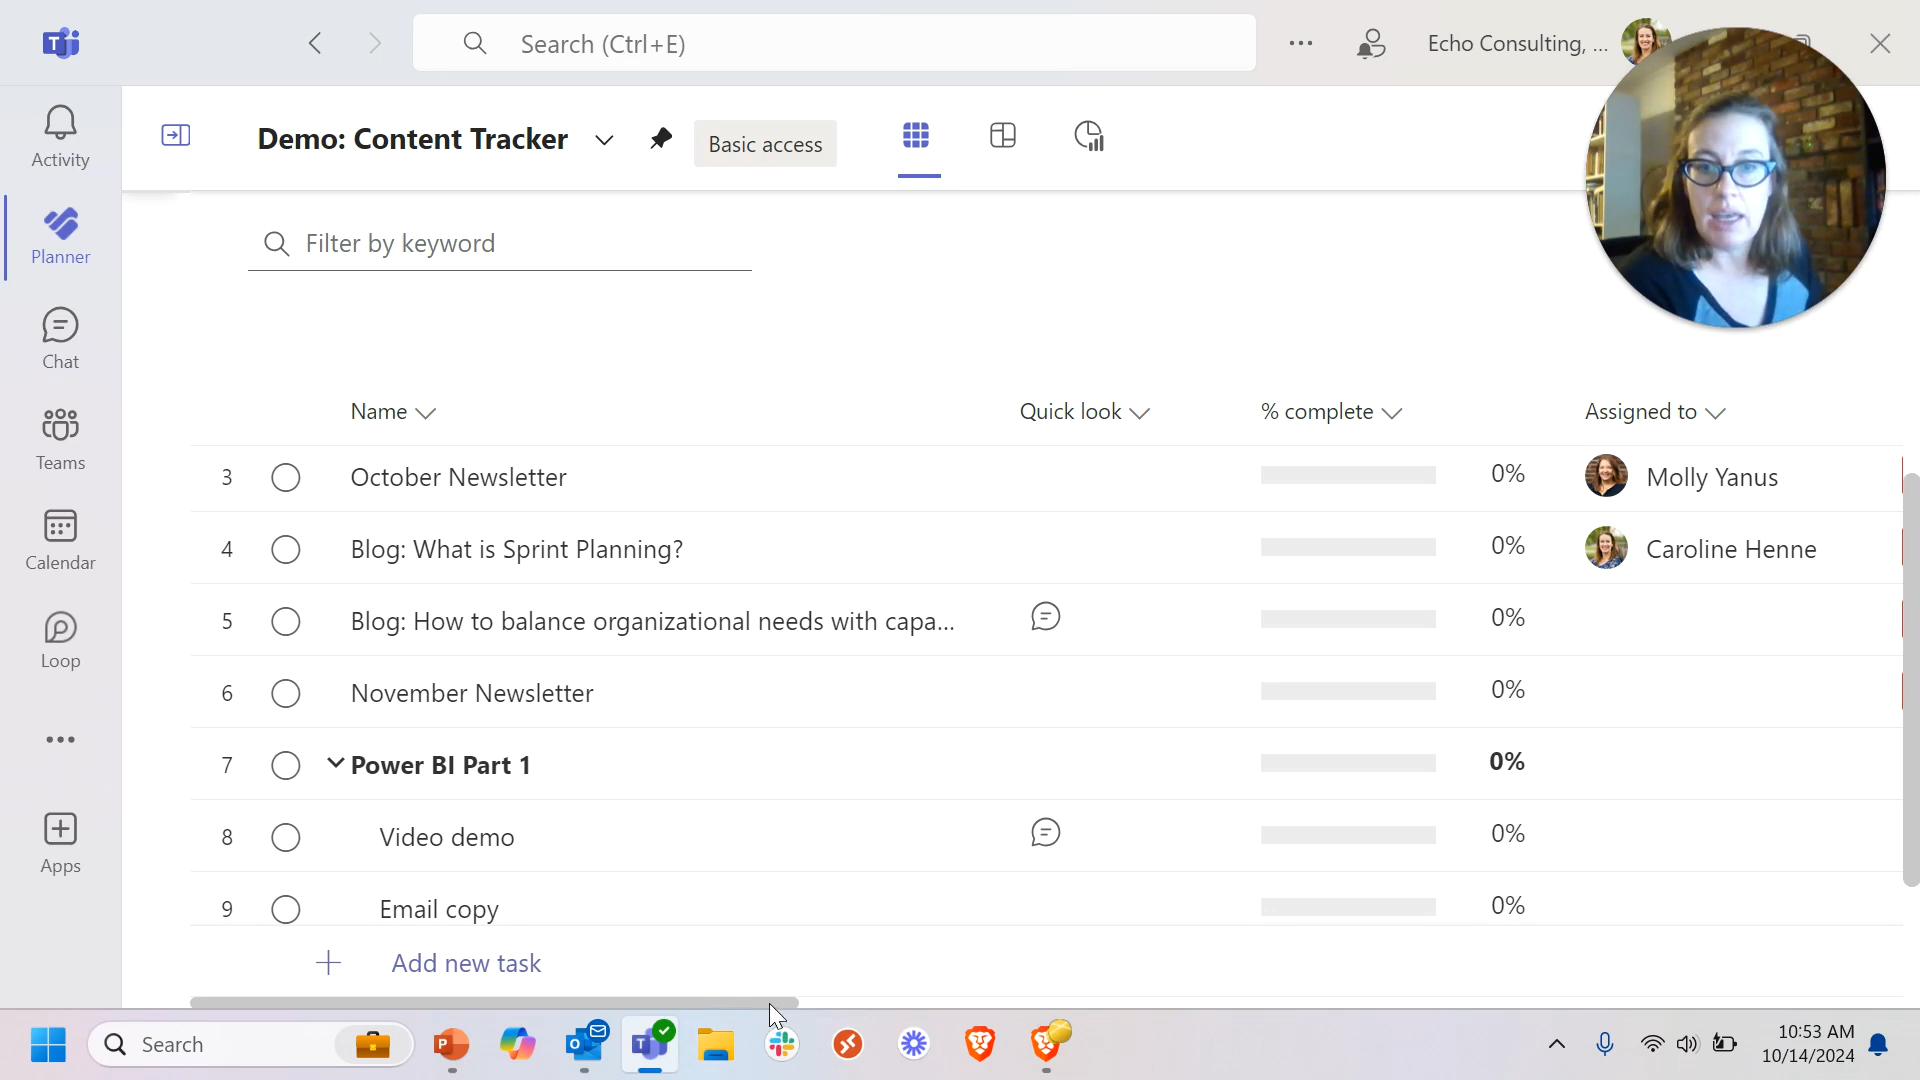 Search (Ctrl+E)
Echo Consulting, ...
Activity
Planner
Chat
Teams
Calendar
Loop
Apps
Demo: Content Tracker
Basic access
Filter by keyword
Name Quick look % complete Assigned to
3 October Newsletter 0% Molly Yanus
4 Blog: What is Sprint Planning? 0% Caroline Henne
5 Blog: How to balance organizational needs with capa... 0%
6 November Newsletter 0%
7 Power BI Part 1 0%
8 Video demo 0%
9 Email copy 0%
Add new task
Search
10:53 AM
10/14/2024